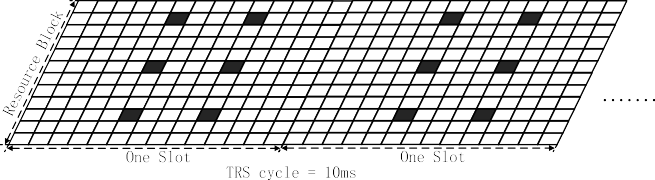 Resource Block
One Slot
One Slot
TRS cycle = 10ms